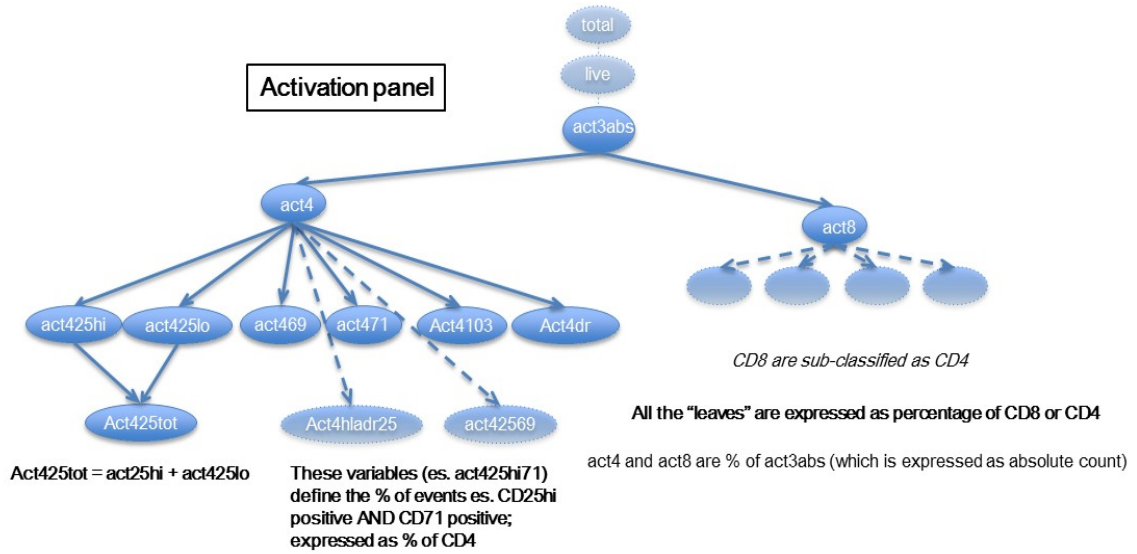 total
live
Activation panel
act3abs
act4
act8
act425hi
act425lo
act469
act471
Act4103
Act4dr
CD8 are sub-classified as CD4
Act425tot
Act4hladr25
act42569
All the “leaves” are expressed as percentage of CD8 or CD4
act4 and act8 are % of act3abs (which is expressed as absolute count)
Act425tot = act25hi + act425lo
These variables (es. act425hi71)
define the % of events es. CD25hi
positive AND CD71 positive;
expressed as % of CD4